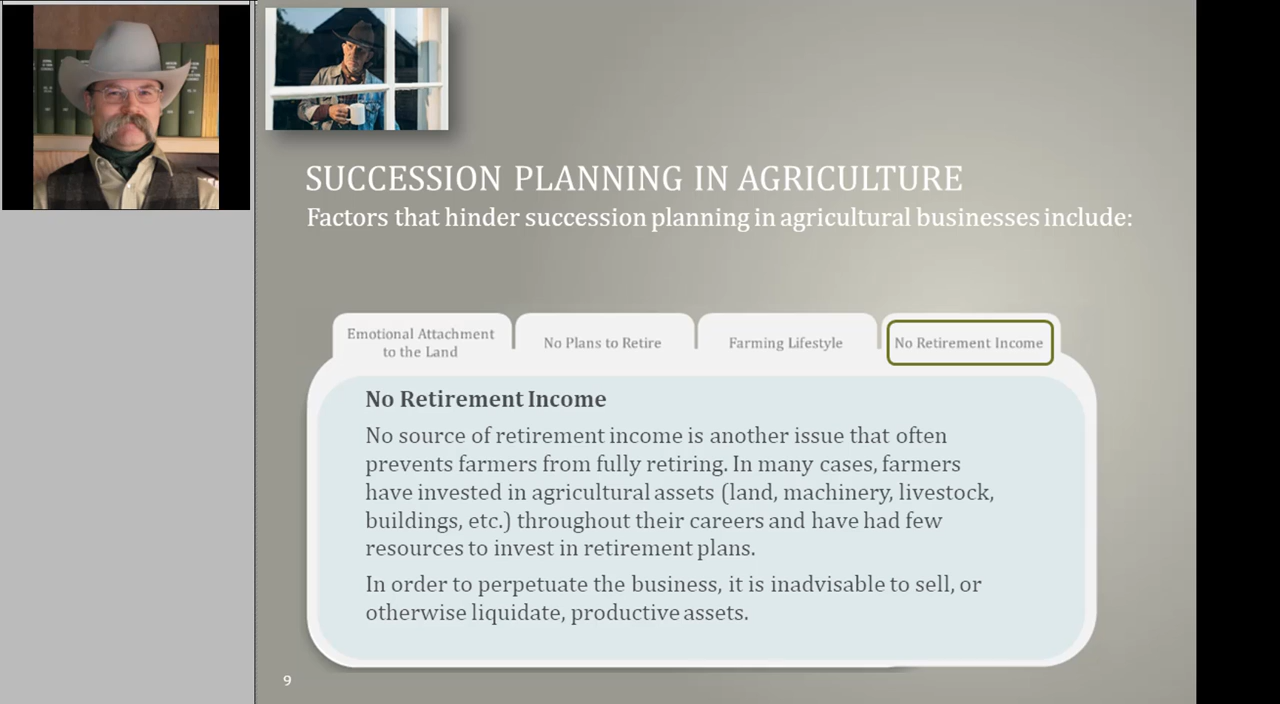 SUCCESSION PLANNING IN AGRICULTURE
Factors that hinder succession planning in agricultural businesses include:
Emotional Attachment
to the Land
No Plans to Retire
Farming Lifestyle
No Retirement Income
No Retirement Income
No source of retirement income is another issue that often
prevents farmers from fully retiring. In many cases, farmers
have invested in agricultural assets (land, machinery, livestock,
buildings, etc.) throughout their careers and have had few
resources to invest in retirement plans.
In order to perpetuate the business, it is inadvisable to sell, or
otherwise liquidate, productive assets.
9